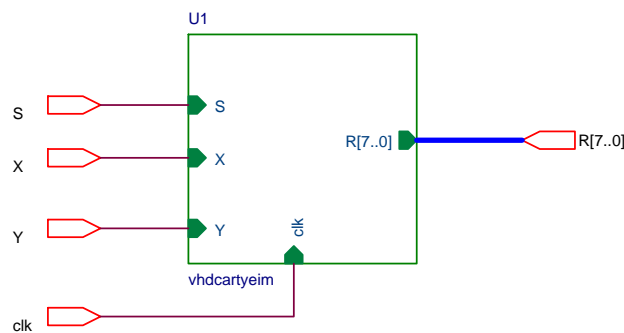 U1
S
S
R[7..0]
R[7..0]
X
X
Y
Y
clk
vhdcartyeim
clk